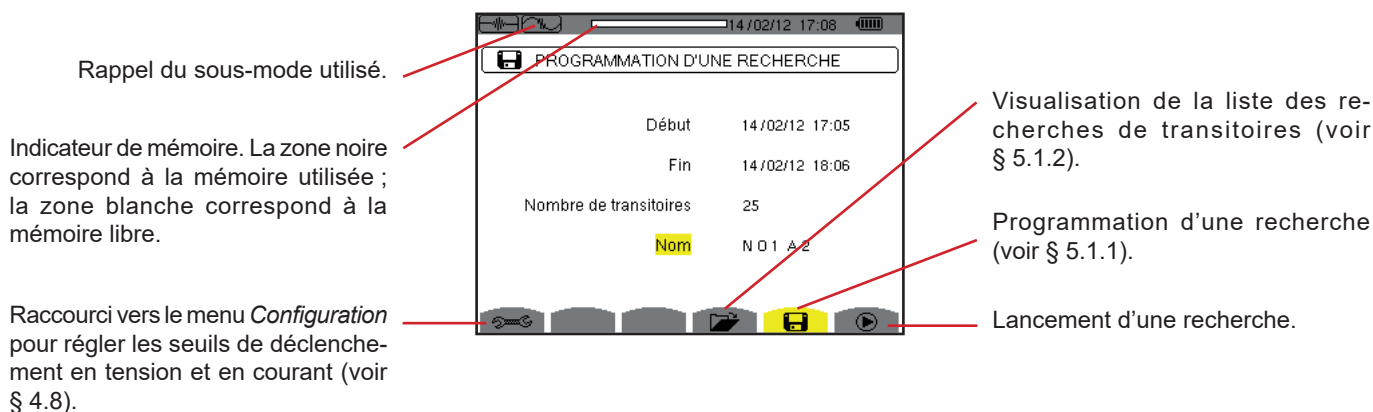 14/02/12 17:08
PROGRAMMATION D'UNE RECHERCHE
Début 14/02/12 17:05
Fin 14/02/12 18:06
Nombre de transitoires 25
Nom N O 1 A 2
Rappel du sous-mode utilisé.
Indicateur de mémoire. La zone noire
correspond à la mémoire utilisée ;
la zone blanche correspond à la
mémoire libre.
Raccourci vers le menu Configuration
pour régler les seuils de déclenche-
ment en tension et en courant (voir
§ 4.8).
Visualisation de la liste des re-
cherches de transitoires (voir
§ 5.1.2).
Programmation d'une recherche
(voir § 5.1.1).
Lancement d'une recherche.